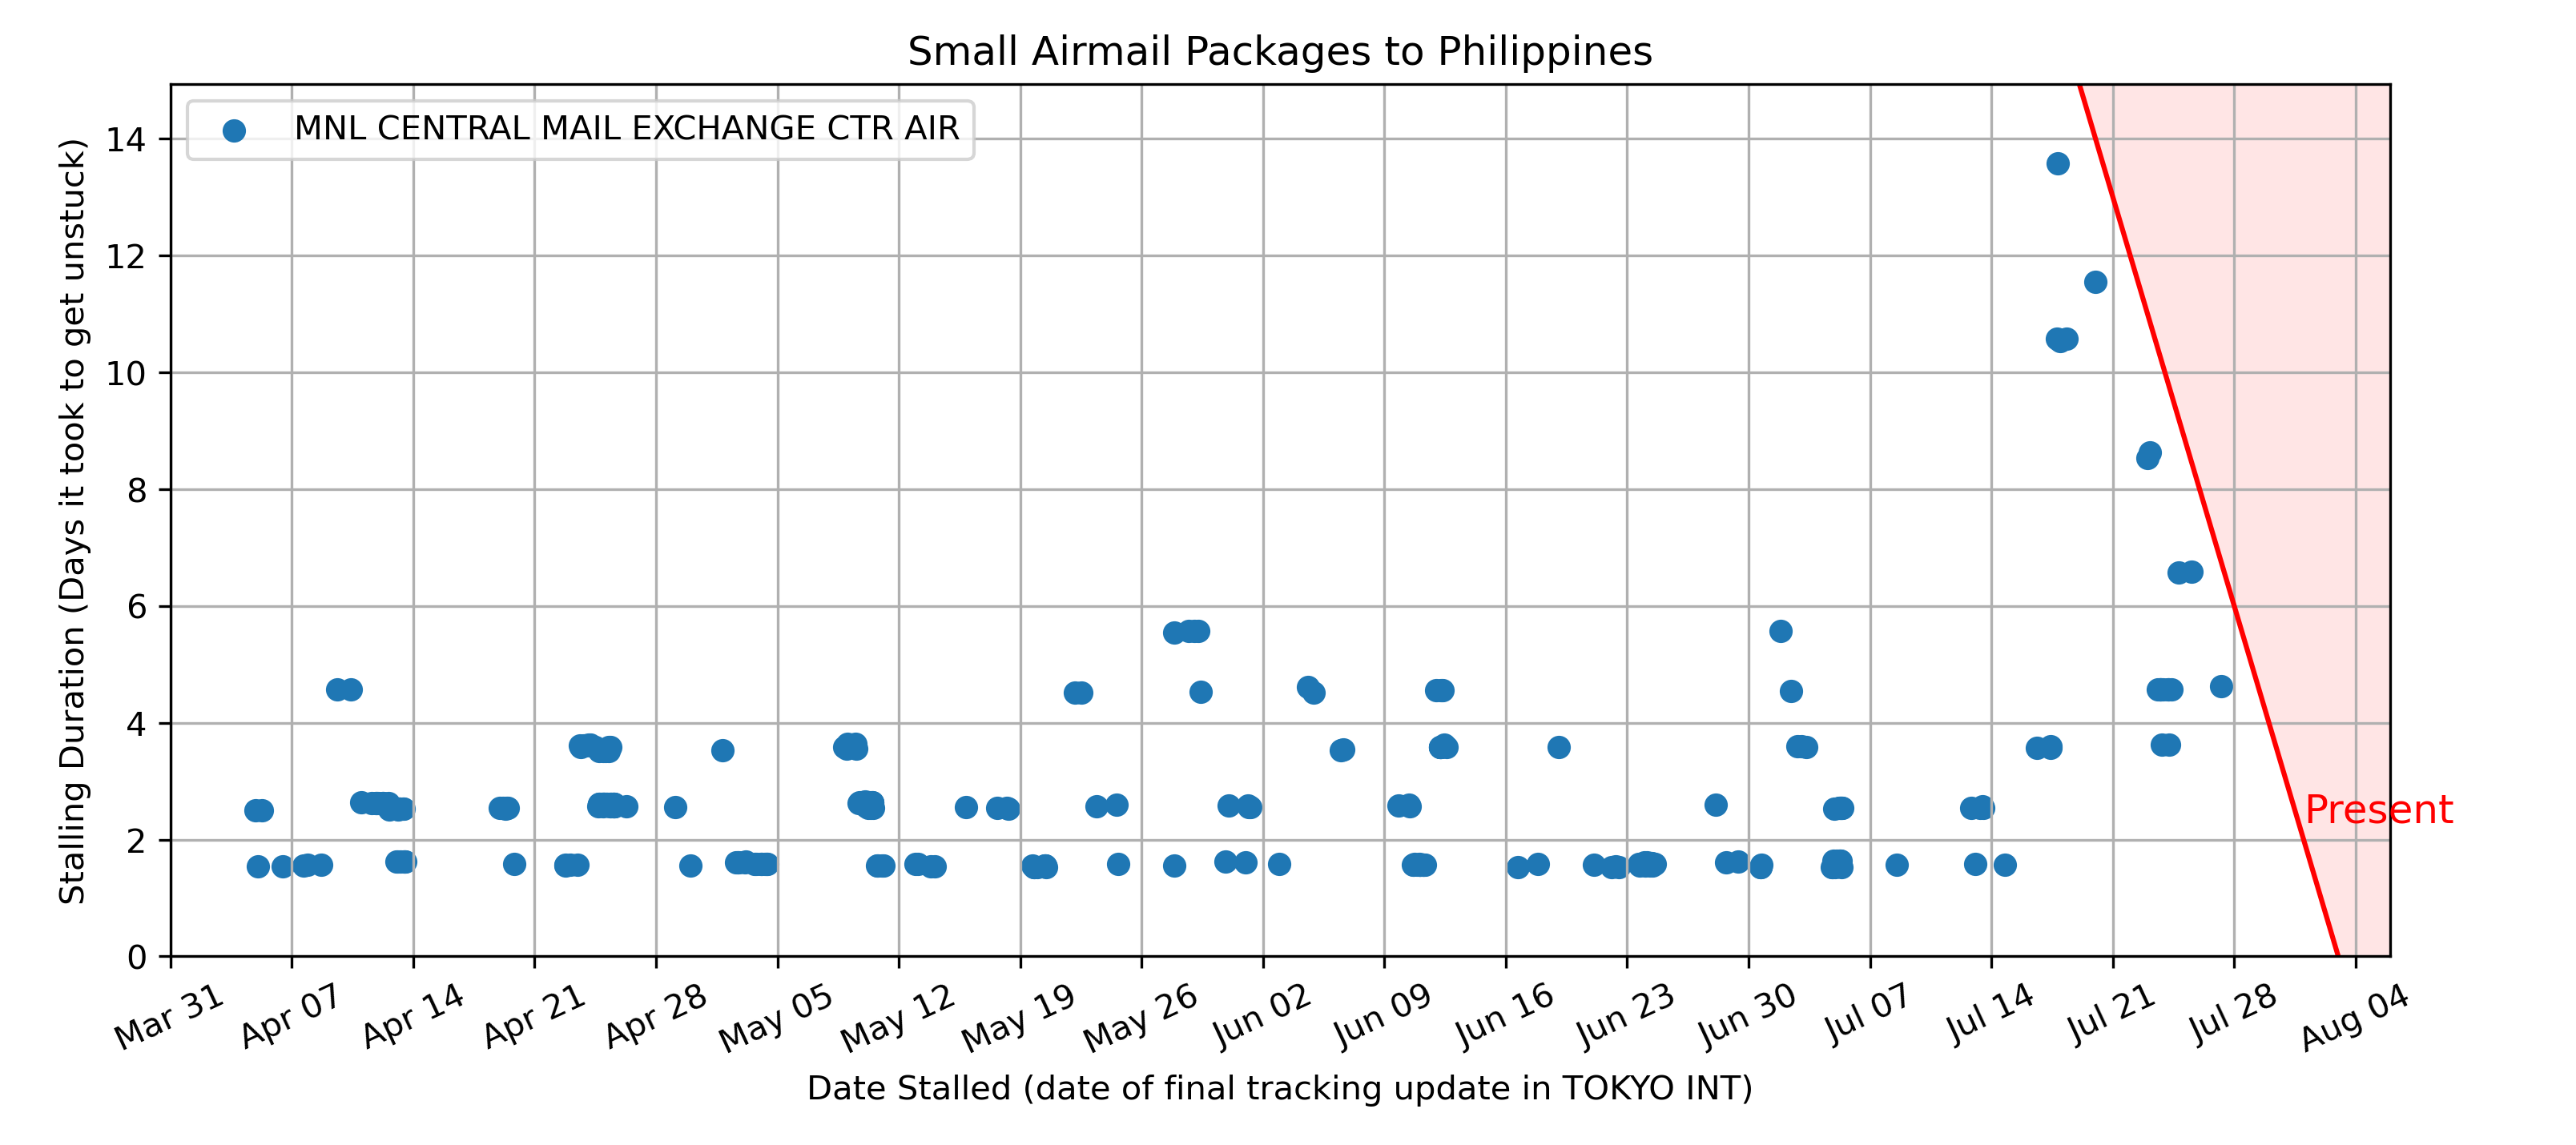 Small Airmail Packages to Philippines
MNL CENTRAL MAIL EXCHANGE CTR AIR
Stalling Duration (Days it took to get unstuck)
14
12
10
8
6
4
2
0
Present
Mar 31
Apr 07
Apr 14
Apr 21
Apr 28
May 05
May 12
May 19
May 26
Jun 02
Jun 09
Jun 16
Jun 23
Jun 30
Jul 07
Jul 14
Jul 21
Jul 28
Aug 04
Date Stalled (date of final tracking update in TOKYO INT)